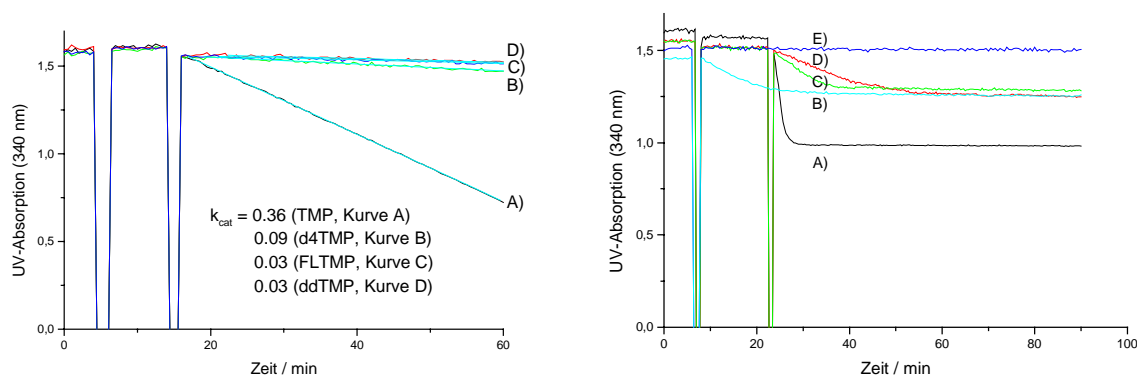 UV-Absorption (340 nm)
1,5
1,0
0,5
0,0
0
20
40
60
Zeit / min
D)
C)
B)
A)
kcat = 0.36 (TMP, Kurve A)
0.09 (d4TMP, Kurve B)
0.03 (FLTMP, Kurve C)
0.03 (ddTMP, Kurve D)
UV-Absorption (340 nm)
1,5
1,0
0,5
0,0
0
20
40
60
80
100
Zeit / min
E)
D)
C)
B)
A)